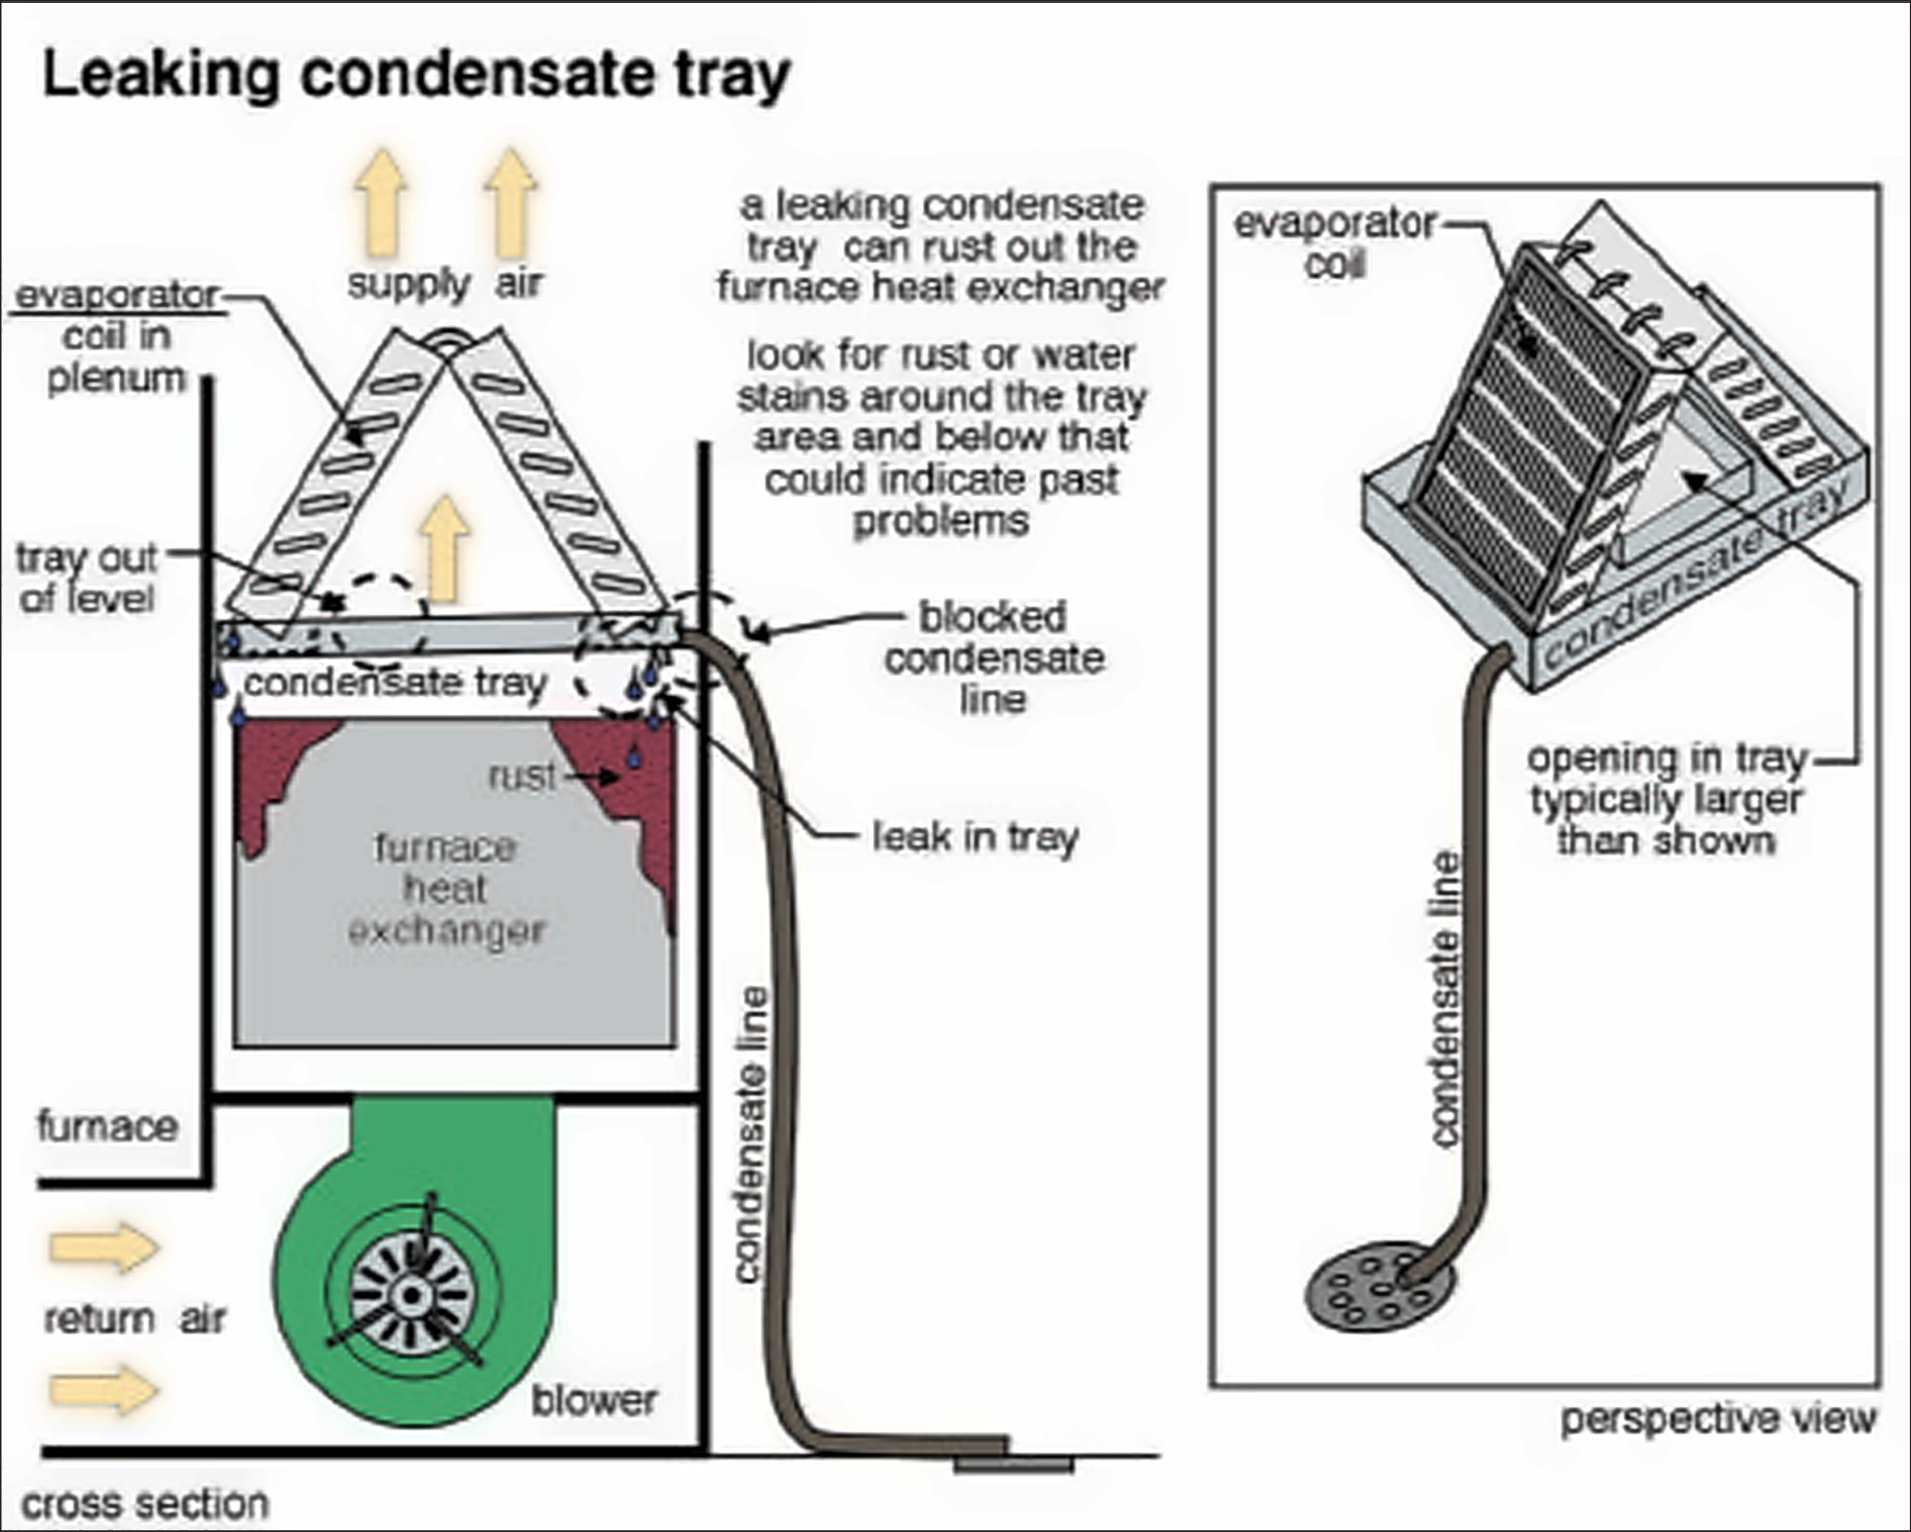 Leaking condensate tray
supply air
evaporator
coil in
plenum
a leaking condensate
tray can rust out the
furnace heat exchanger
look for rust or water
stains around the tray
area and below that
could indicate past
problems
tray out
of level
blocked
condensate
line
condensate tray
rust
leak in tray
furnace
heat
exchanger
condensate line
furnace
return air
blower
cross section
evaporator
coil
condensate tray
opening in tray
typically larger
than shown
condensate line
perspective view